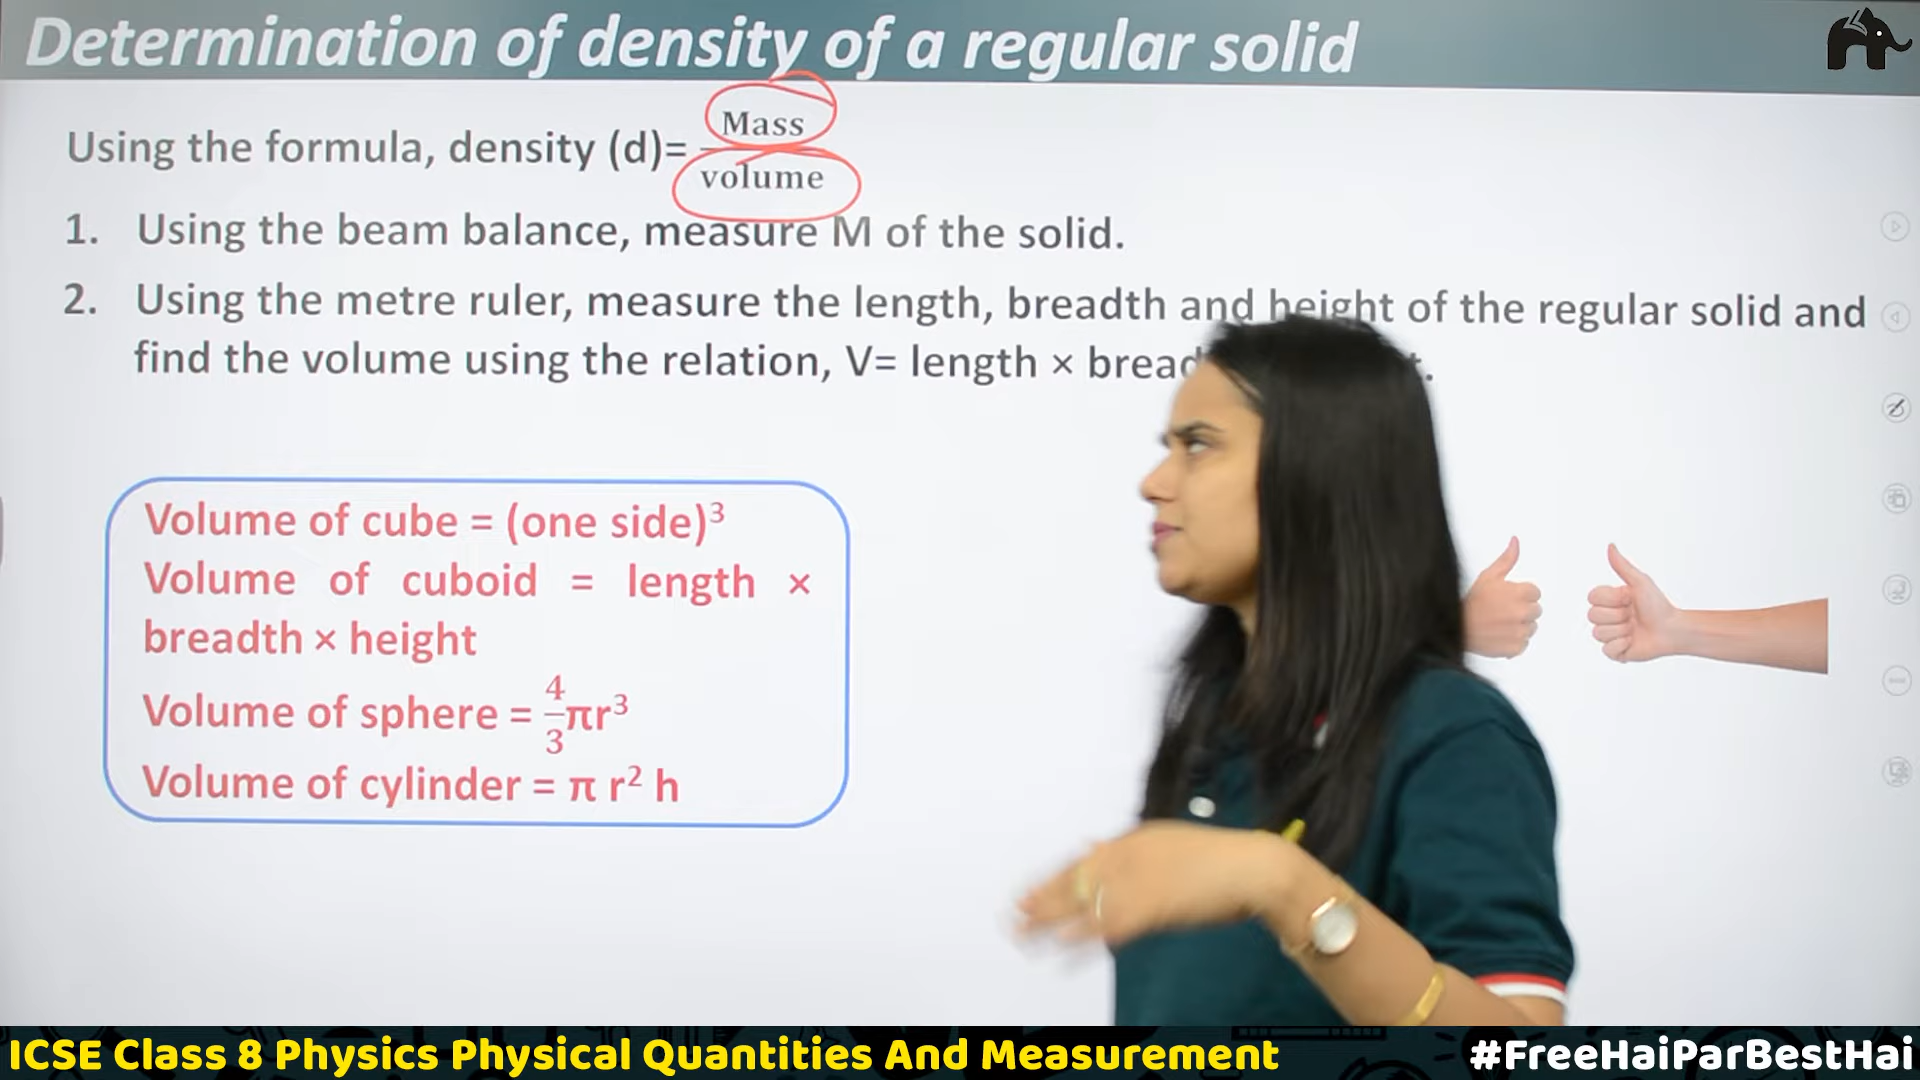 Determination of density of a regular solid
Using the formula, density (d)= Mass
volume
1. Using the beam balance, measure M of the solid.
2. Using the metre ruler, measure the length, breadth and height of the regular solid and
find the volume using the relation, V= length ×
Volume of cube = (one side)³
Volume of cuboid = length ×
breadth × height
Volume of sphere = 4/3 πr³
Volume of cylinder = π r² h
ICSE Class 8 Physics Physical Quantities And Measurement
#FreeHaiParBestHai